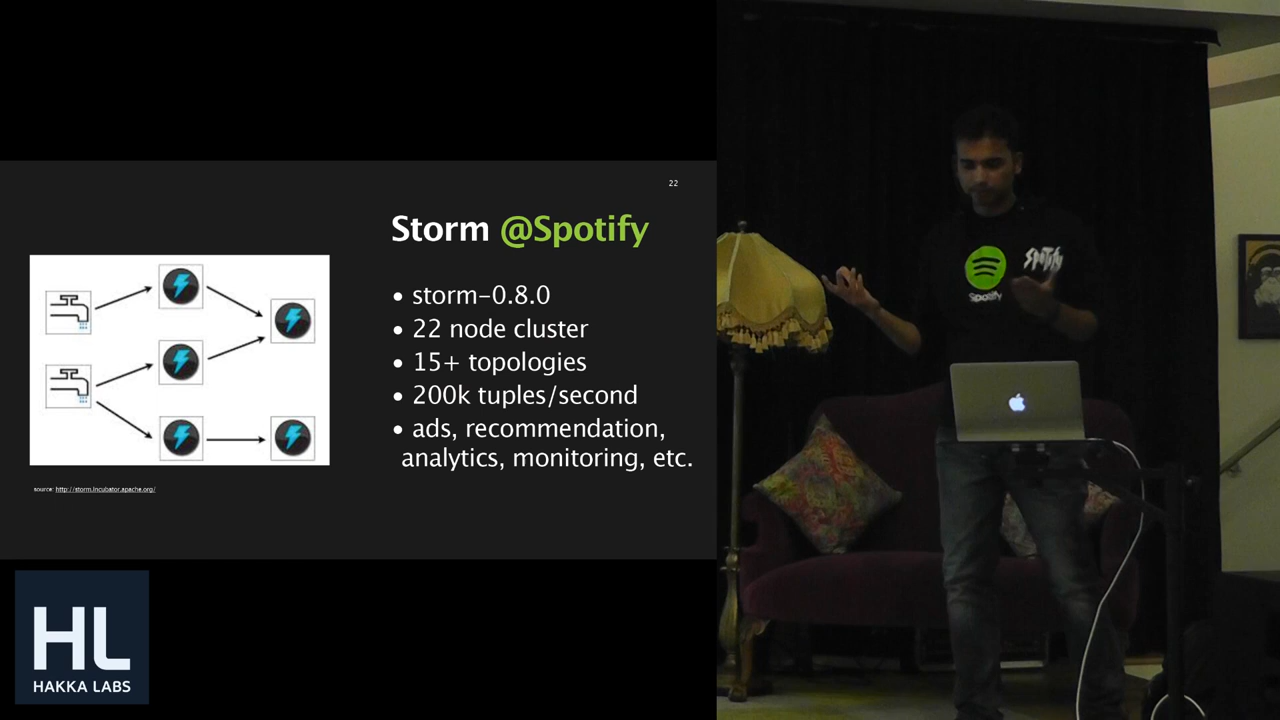 22
Storm @Spotify
• storm-0.8.0
• 22 node cluster
• 15+ topologies
• 200k tuples/second
• ads, recommendation,
analytics, monitoring, etc.
source: http://storm.incubator.apache.org/
HL
HAKKA LABS
Spotify
SPOTIFY